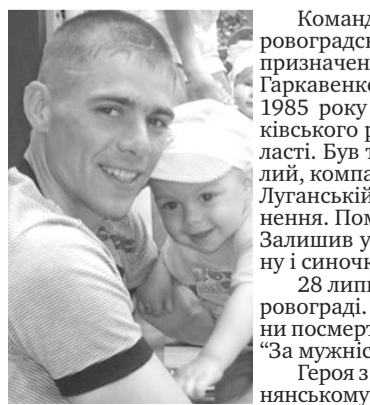 Команд
ровоградсь
призначен
Гаркавенко
1985 року
ківського р
ласті. Був т
лий, компа
Луганській
нення. Пом
Залишив у
ну і синочк
28 липн
ровограді.
ни посмерт
“За мужніс
Героя з
нянському